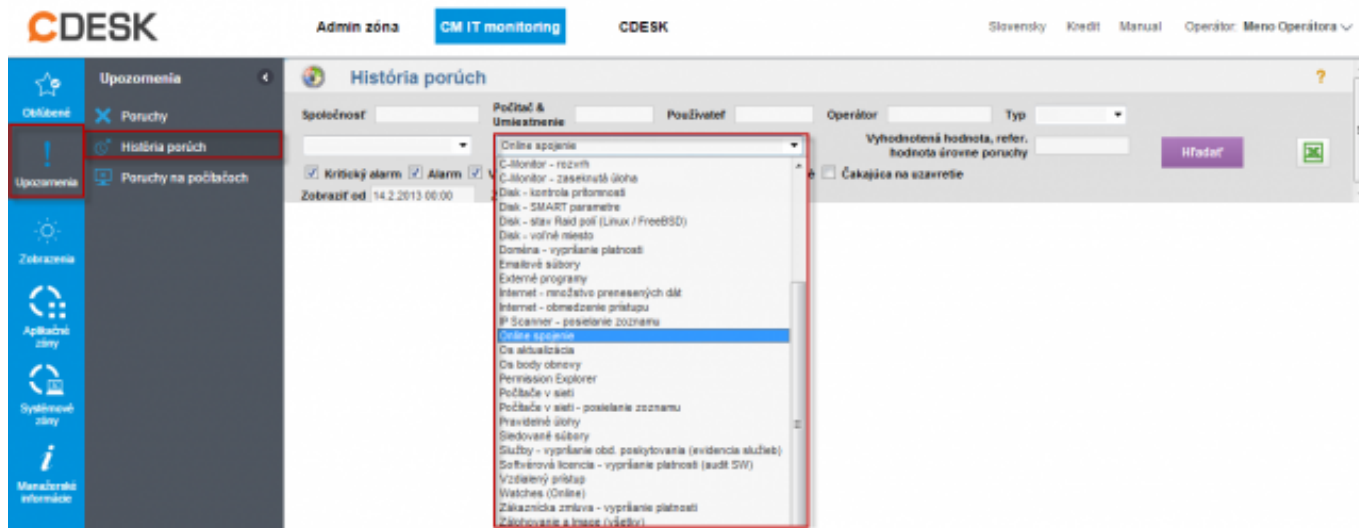 CDESK
Admin zóna
CM IT monitoring
CDESK
Slovensky
Kredit
Manual
Operátor: Meno Operátora
Obľúbené
Upozornenia
Zobrazenia
Aplikačné
zóny
Systémové
zóny
Manažerské
informácie
Upozornenia
Poruchy
História porúch
Poruchy na počítačoch
História porúch
?
Spoločnosť
Počítač &
Umiestnenie
Používateľ
Operátor
Typ
Online spojenie
Vyhodnotená hodnota, refer.
hodnota úrovne poruchy
Hľadať
Kritický alarm
Alarm
Čakajúca na uzavretie
Zobraziť od 14.2.2013 00:00
C-Monitor - rozvrh
C-Monitor - zaseknutá úloha
Disk - kontrola prítomnosti
Disk - SMART parametre
Disk - stav Raid polí (Linux / FreeBSD)
Disk - voľné miesto
Doména - vypršanie platnosti
Emailové súbory
Externé programy
Internet - množstvo prenesených dát
Internet - obmedzenie prístupu
IP Scanner - posielanie zoznamu
Online spojenie
Os aktualizácia
Os body obnovy
Permission Explorer
Počítače v sieti
Počítače v sieti - posielanie zoznamu
Pravidelné úlohy
Sledované súbory
Služby - vypršanie obd. poskytovania (evidencia služieb)
Softvérová licencia - vypršanie platnosti (audit SW)
Vzdialený prístup
Watches (Online)
Zákaznícka zmluva - vypršanie platnosti
Zálohovanie a Image (všetky)